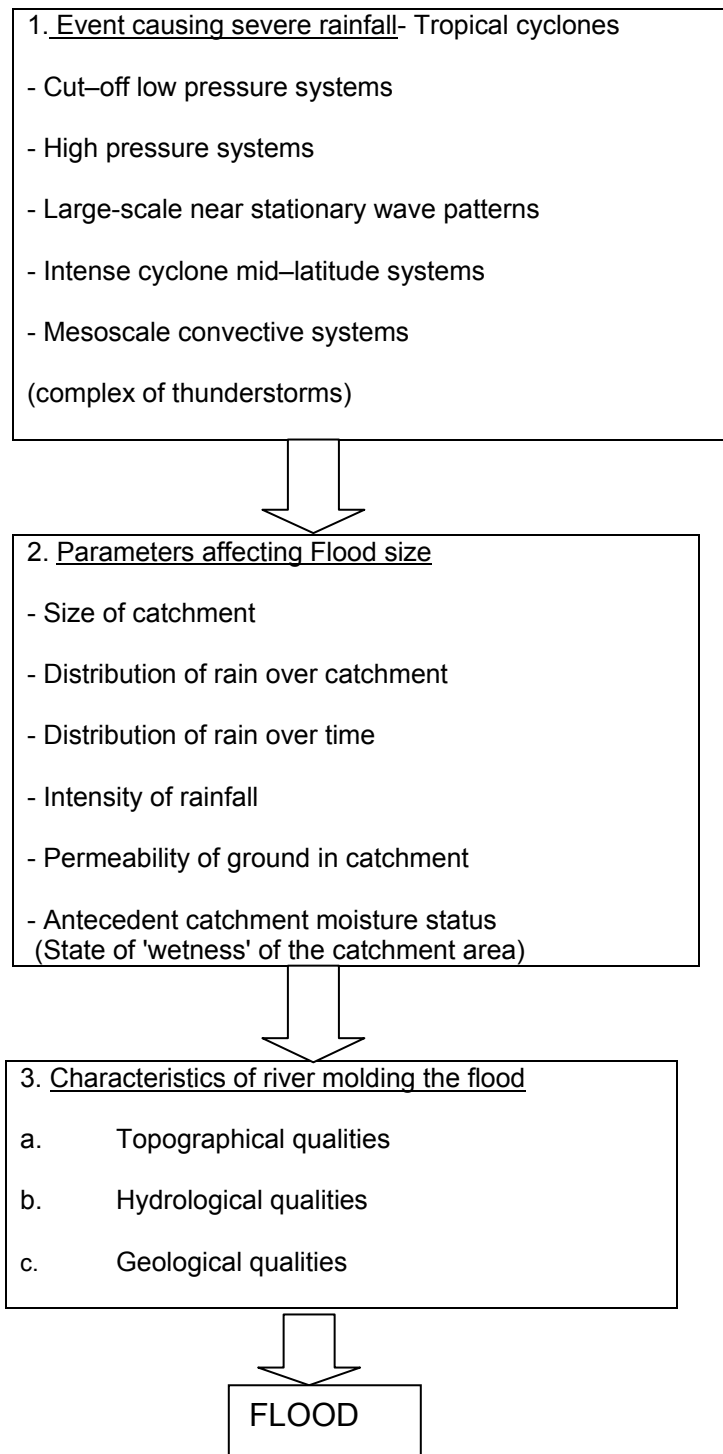 1. Event causing severe rainfall- Tropical cyclones
- Cut–off low pressure systems
- High pressure systems
- Large-scale near stationary wave patterns
- Intense cyclone mid–latitude systems
- Mesoscale convective systems
(complex of thunderstorms)
2. Parameters affecting Flood size
- Size of catchment
- Distribution of rain over catchment
- Distribution of rain over time
- Intensity of rainfall
- Permeability of ground in catchment
- Antecedent catchment moisture status
(State of 'wetness' of the catchment area)
3. Characteristics of river molding the flood
a. Topographical qualities
b. Hydrological qualities
c. Geological qualities
FLOOD